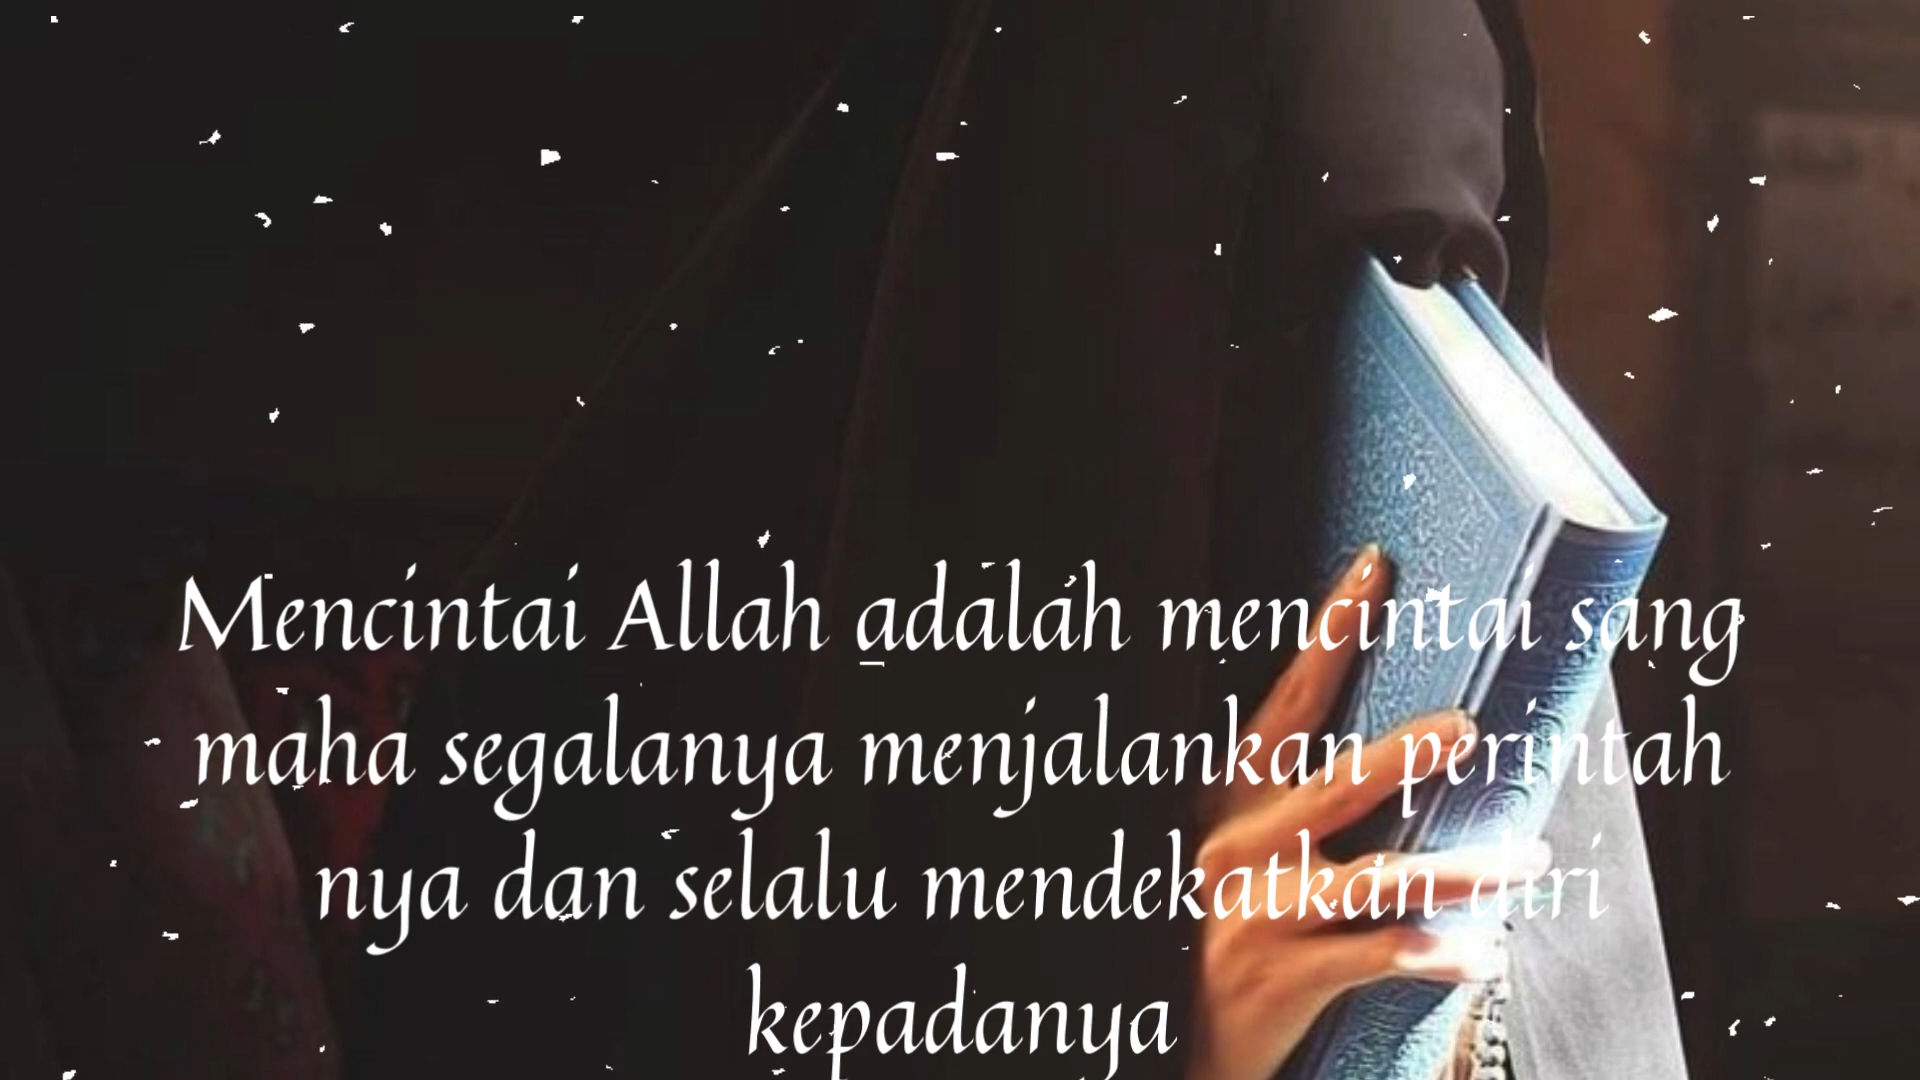 Mencintai Allah adalah mencintai sang
maha segalanya menjalankan perintah
nya dan selalu mendekatkan diri
kepadanya